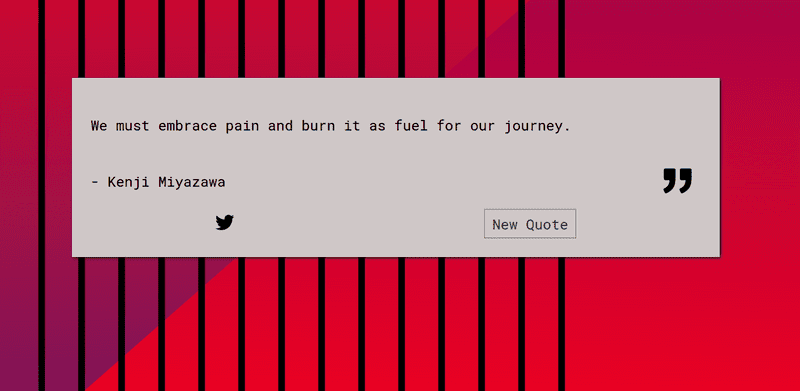 We must embrace pain and burn it as fuel for our journey.
- Kenji Miyazawa
New Quote